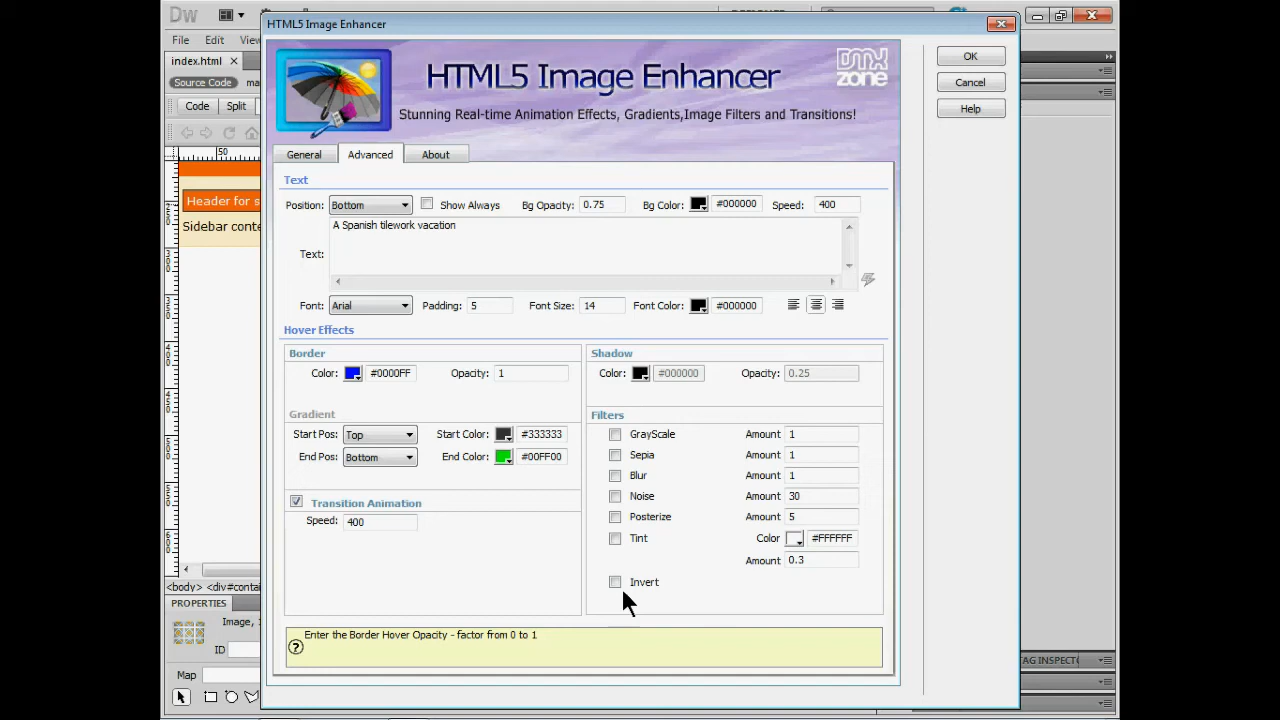 Dw
HTML5 Image Enhancer
File Edit
index.html
Source Code
Code Split
50
Header for s
Sidebar conte
HTML5 Image Enhancer
DMX zone
Stunning Real-time Animation Effects, Gradients,Image Filters and Transitions!
OK
Cancel
Help
General Advanced About
Text
Position: Bottom Show Always Bg Opacity: 0.75 Bg Color: #000000 Speed: 400
A Spanish tilework vacation
Text:
Font: Arial Padding: 5 Font Size: 14 Font Color: #000000
Hover Effects
Border
Color: #0000FF Opacity: 1
Gradient
Start Pos: Top Start Color: #333333
End Pos: Bottom End Color: #00FF00
Transition Animation
Speed: 400
Shadow
Color: #000000 Opacity: 0.25
Filters
GrayScale Amount 1
Sepia Amount 1
Blur Amount 1
Noise Amount 30
Posterize Amount 5
Tint Color #FFFFFF
Amount 0.3
Invert
Enter the Border Hover Opacity - factor from 0 to 1
<body> <div#contai
PROPERTIES
Image, 1
ID
Map
AG INSPECT